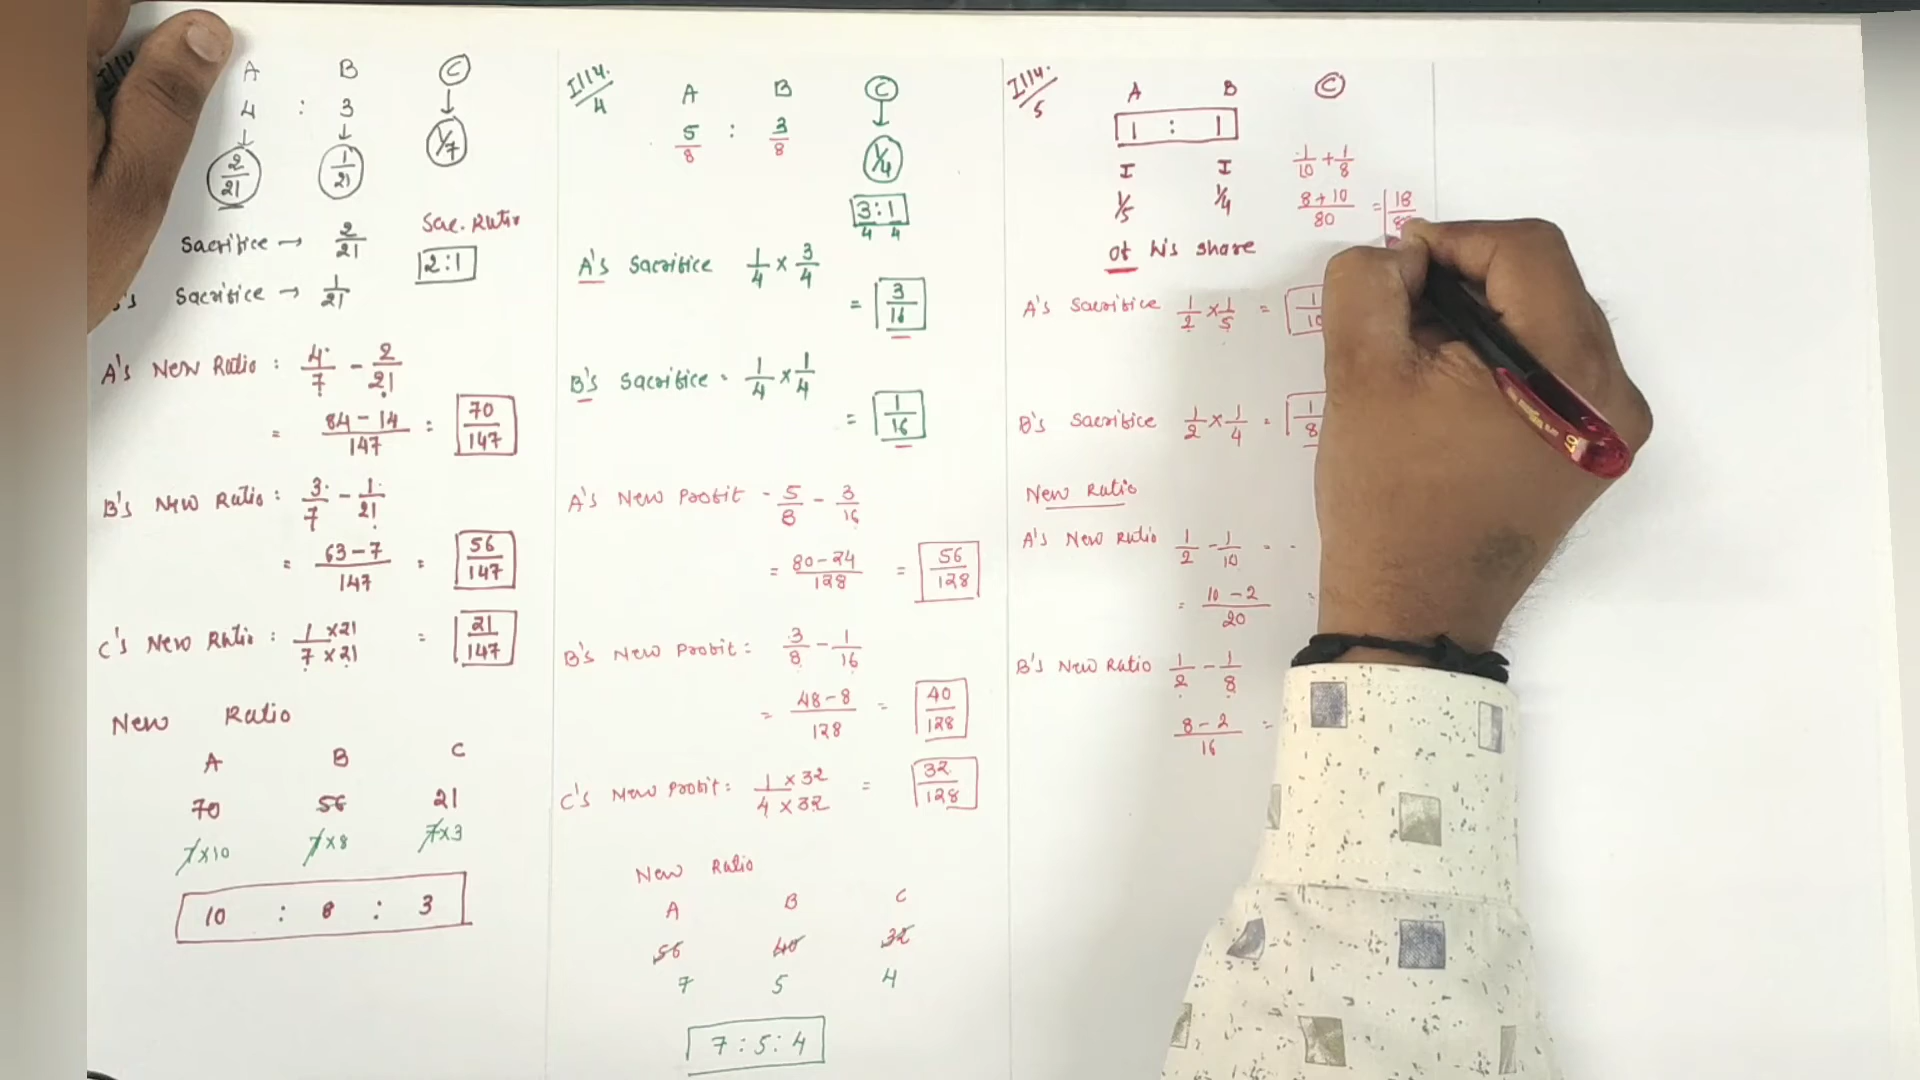 A B C
4 : 3
2/21 1/21 1/7
Sacrifice → 2/21
Sac. Ratio
2:1
Sacrifice → 1/21
A's New Ratio : 4/7 - 2/21
= 84-14/147 = 70/147
B's New Ratio : 3/7 - 1/21
= 63-7/147 = 56/147
C's New Ratio : 1×21/7×21 = 21/147
New Ratio
A B C
70 56 21
7×10 7×8 7×3
10 : 8 : 3
Ill4./4
A B C
5/8 : 3/8
1/4
3:1
4 4
A's Sacrifice 1/4 × 3/4
= 3/16
B's Sacrifice - 1/4 × 1/4
= 1/16
A's New Profit - 5/8 - 3/16
= 80-24/128 = 56/128
B's New Profit : 3/8 - 1/16
= 48-8/128 = 40/128
C's New Profit : 1×32/4×32 = 32/128
New Ratio
A B C
56 40 32
7 5 4
7:5:4
Ill4./5
A B C
1 : 1
I I
1/5 1/4
1/10 + 1/8
8+10/80 = 18/
of his share
A's Sacrifice 1/2 × 1/5 = 1/10
B's Sacrifice 1/2 × 1/4 = 1/8
New Ratio
A's New Ratio 1/2 - 1/10 =
= 10-2/20 =
B's New Ratio 1/2 - 1/8
8-2/16 =